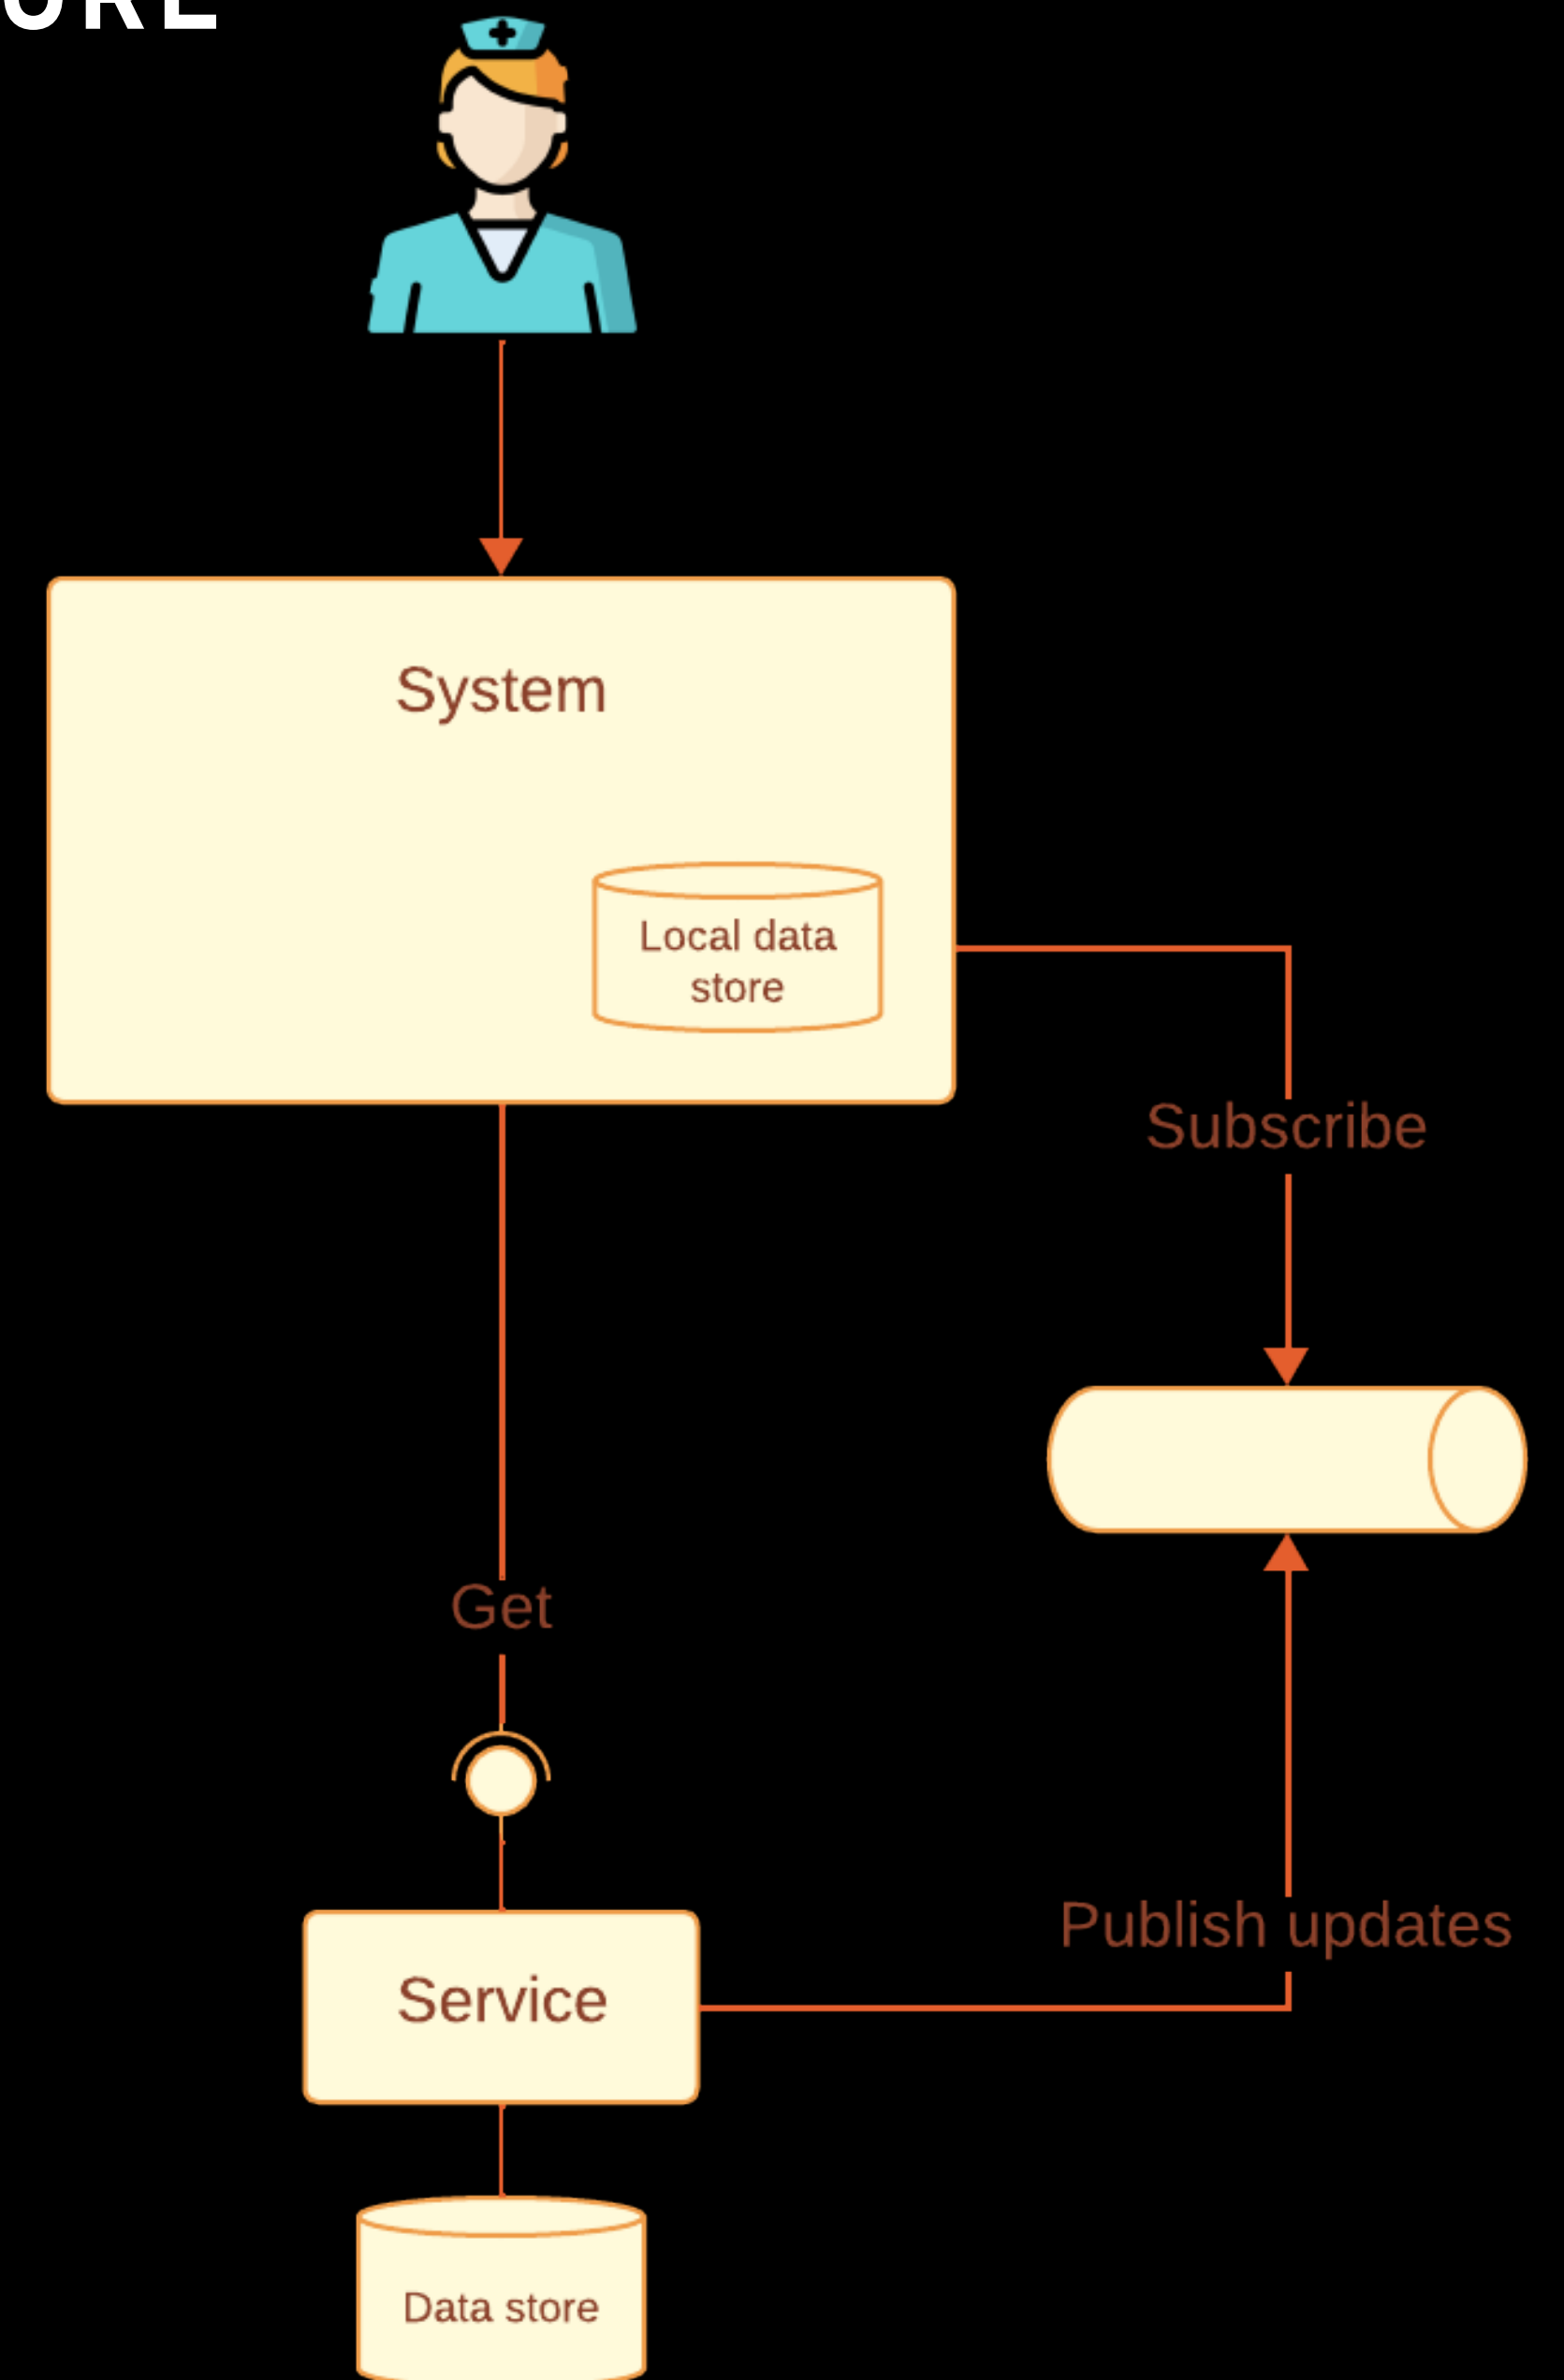 System
Local data
store
Subscribe
Get
Publish updates
Service
Data store